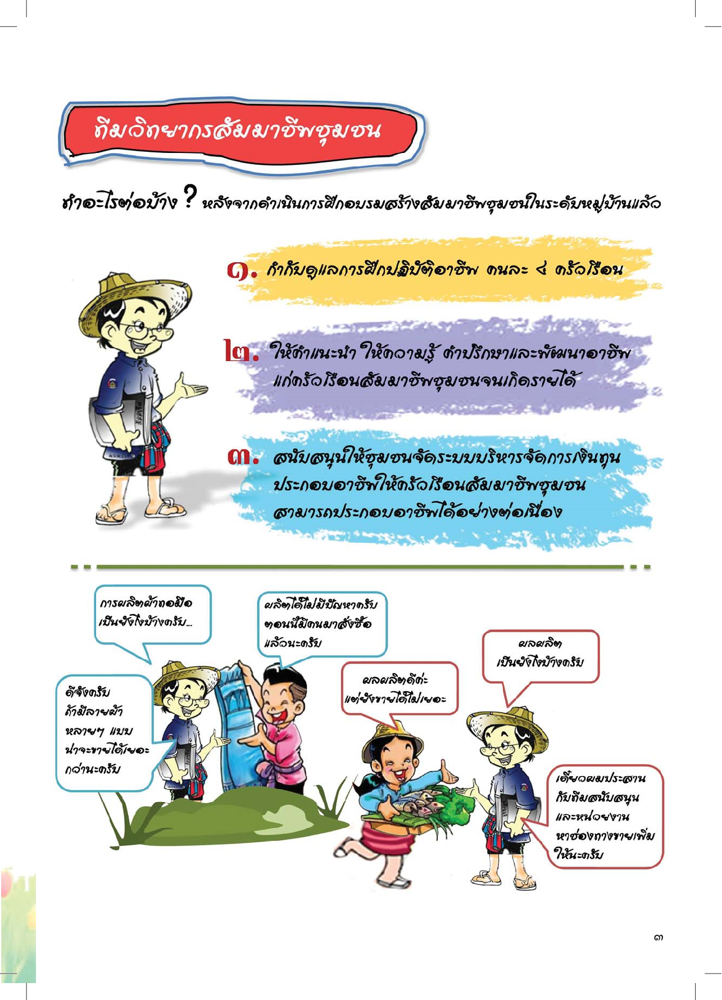 ทีมวิทยากรสัมมาชีพชุมชน
ทำอะไรต่อบ้าง ? หลังจากดำเนินการฝึกอบรมสร้างสัมมาชีพชุมชนในระดับหมู่บ้านแล้ว
๑. กำกับดูแลการฝึกปฏิบัติอาชีพ คนละ ๔ ครัวเรือน
๒. ให้คำแนะนำ ให้ความรู้ คำปรึกษาและพัฒนาอาชีพ
แก่ครัวเรือนสัมมาชีพชุมชนจนเกิดรายได้
๓. สนับสนุนให้ชุมชนจัดระบบบริหารจัดการเงินทุน
ประกอบอาชีพให้ครัวเรือนสัมมาชีพชุมชน
สามารถประกอบอาชีพได้อย่างต่อเนื่อง
การผลิตผ้าทอมือ
เป็นยังไงบ้างครับ...
ผลิตได้ไม่มีปัญหาครับ
ตอนนี้มีคนมาสั่งซื้อ
แล้วนะครับ
ดีจังครับ
ถ้ามีลายผ้า
หลายๆ แบบ
น่าจะขายได้เยอะ
กว่านะครับ
ผลผลิต
เป็นยังไงบ้างครับ
ผลผลิตดีค่ะ
แต่ยังขายได้ไม่เยอะ
เดี๋ยวผมประสาน
กับทีมสนับสนุน
และหน่วยงาน
หาช่องทางขายเพิ่ม
ให้นะครับ
๓